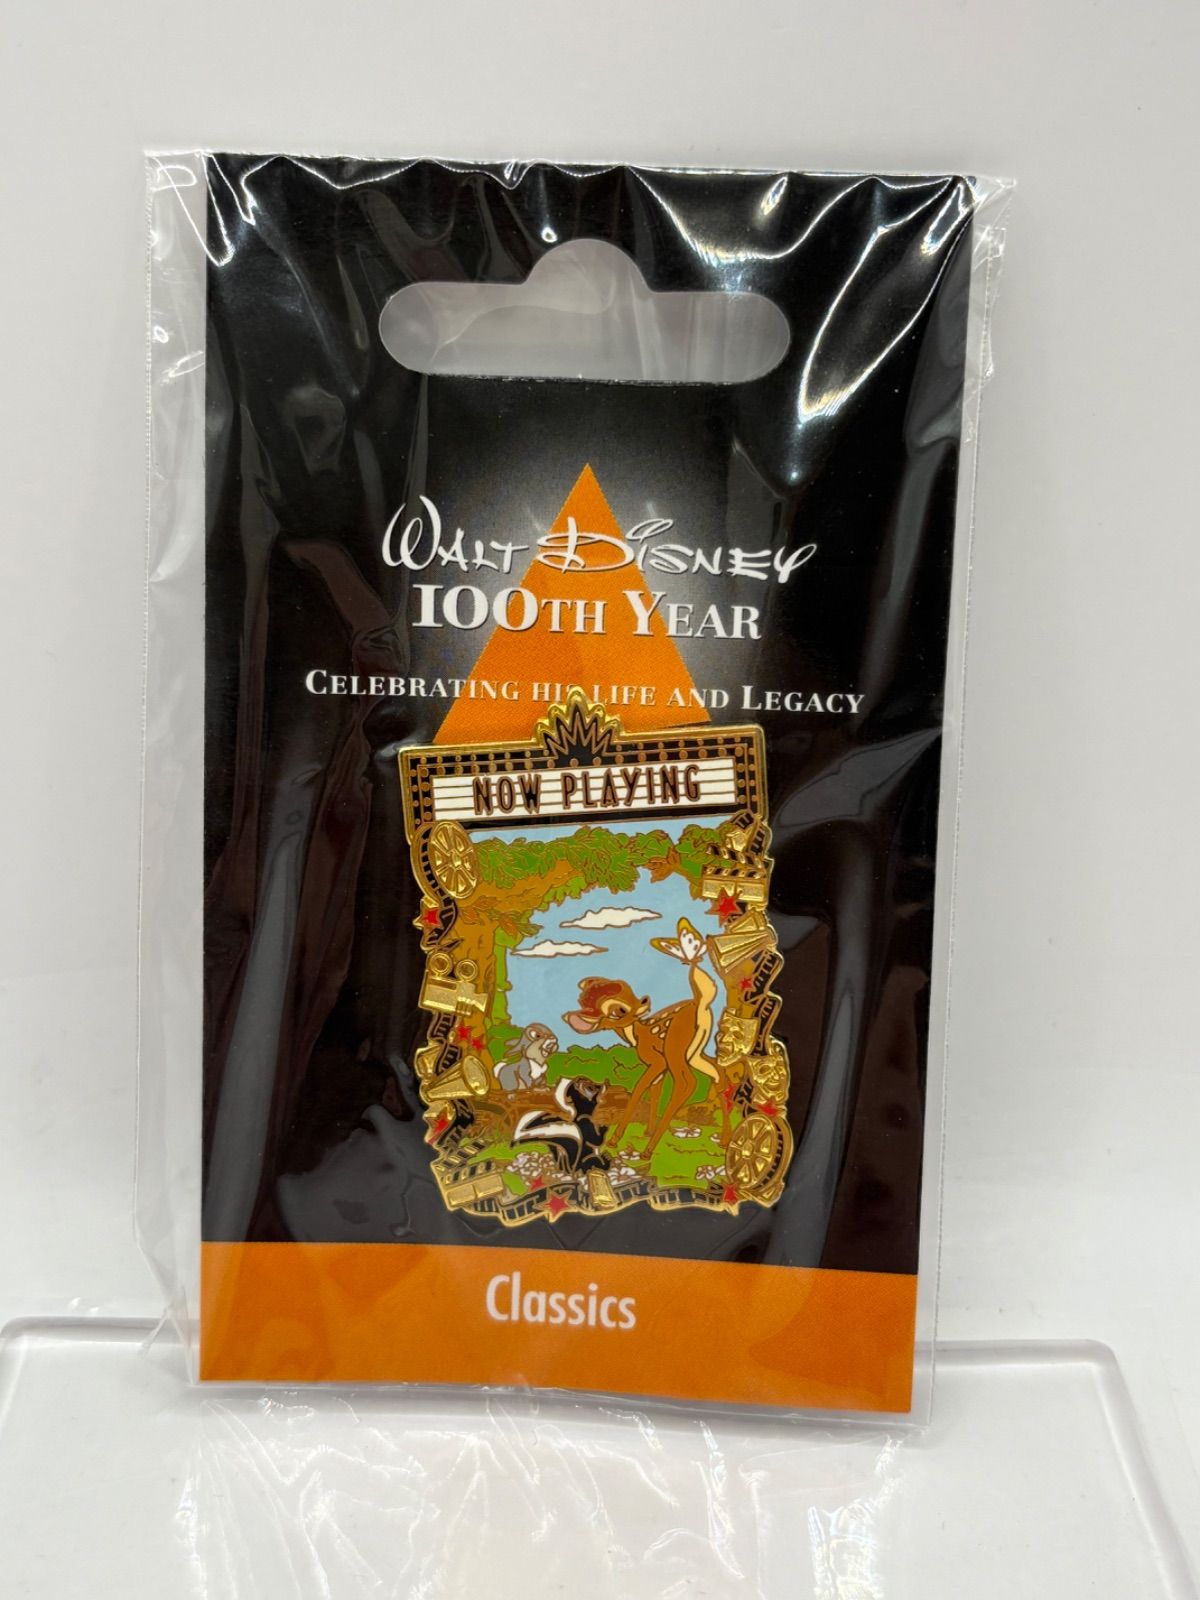 WALT DISNEY
100TH YEAR
CELEBRATING HIS LIFE AND LEGACY
NOW PLAYING
Classics